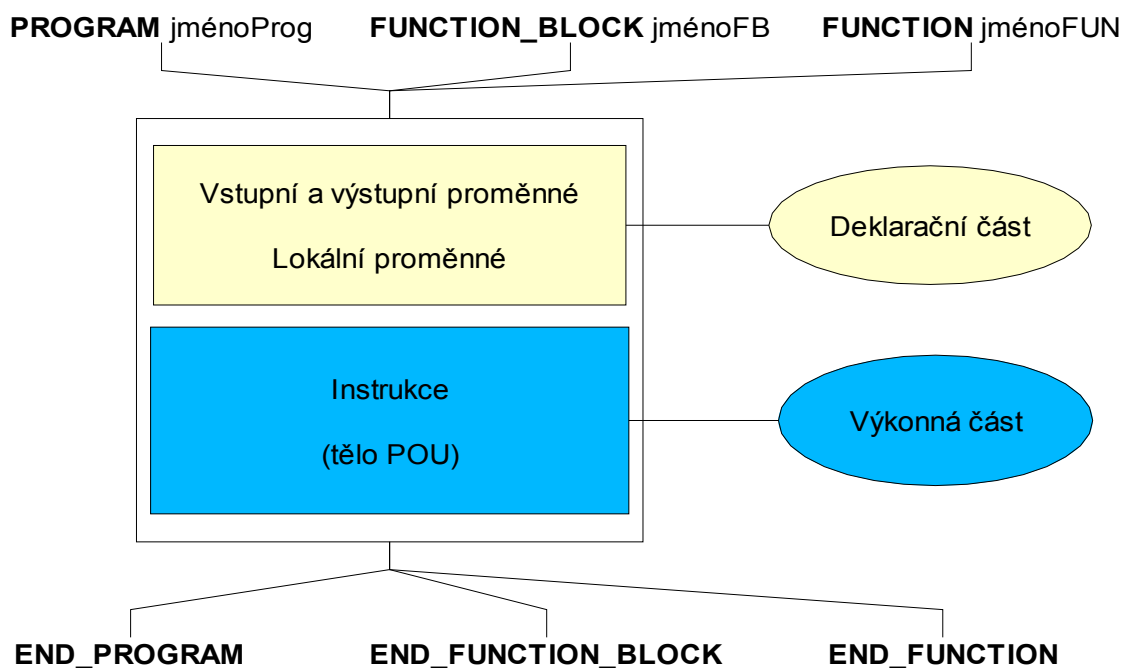 PROGRAM jménoProg FUNCTION_BLOCK jménoFB FUNCTION jménoFUN
Vstupní a výstupní proměnné
Lokální proměnné
Deklarační část
Instrukce
(tělo POU)
Výkonná část
END_PROGRAM END_FUNCTION_BLOCK END_FUNCTION